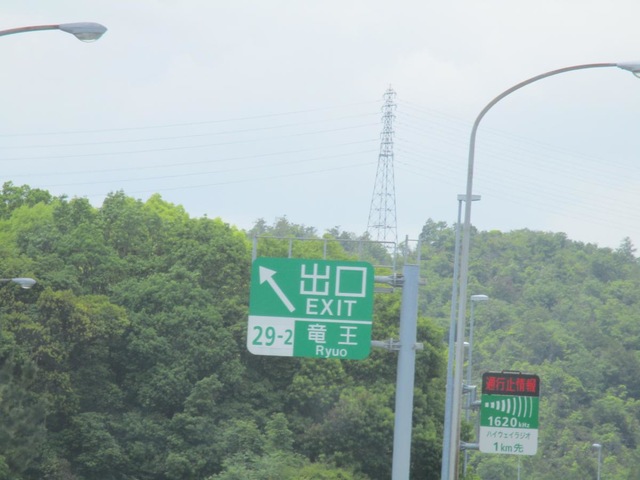 出口
EXIT
29-2 竜王
Ryuo
通行止情報
1620kHz
ハイウェイラジオ
1km先